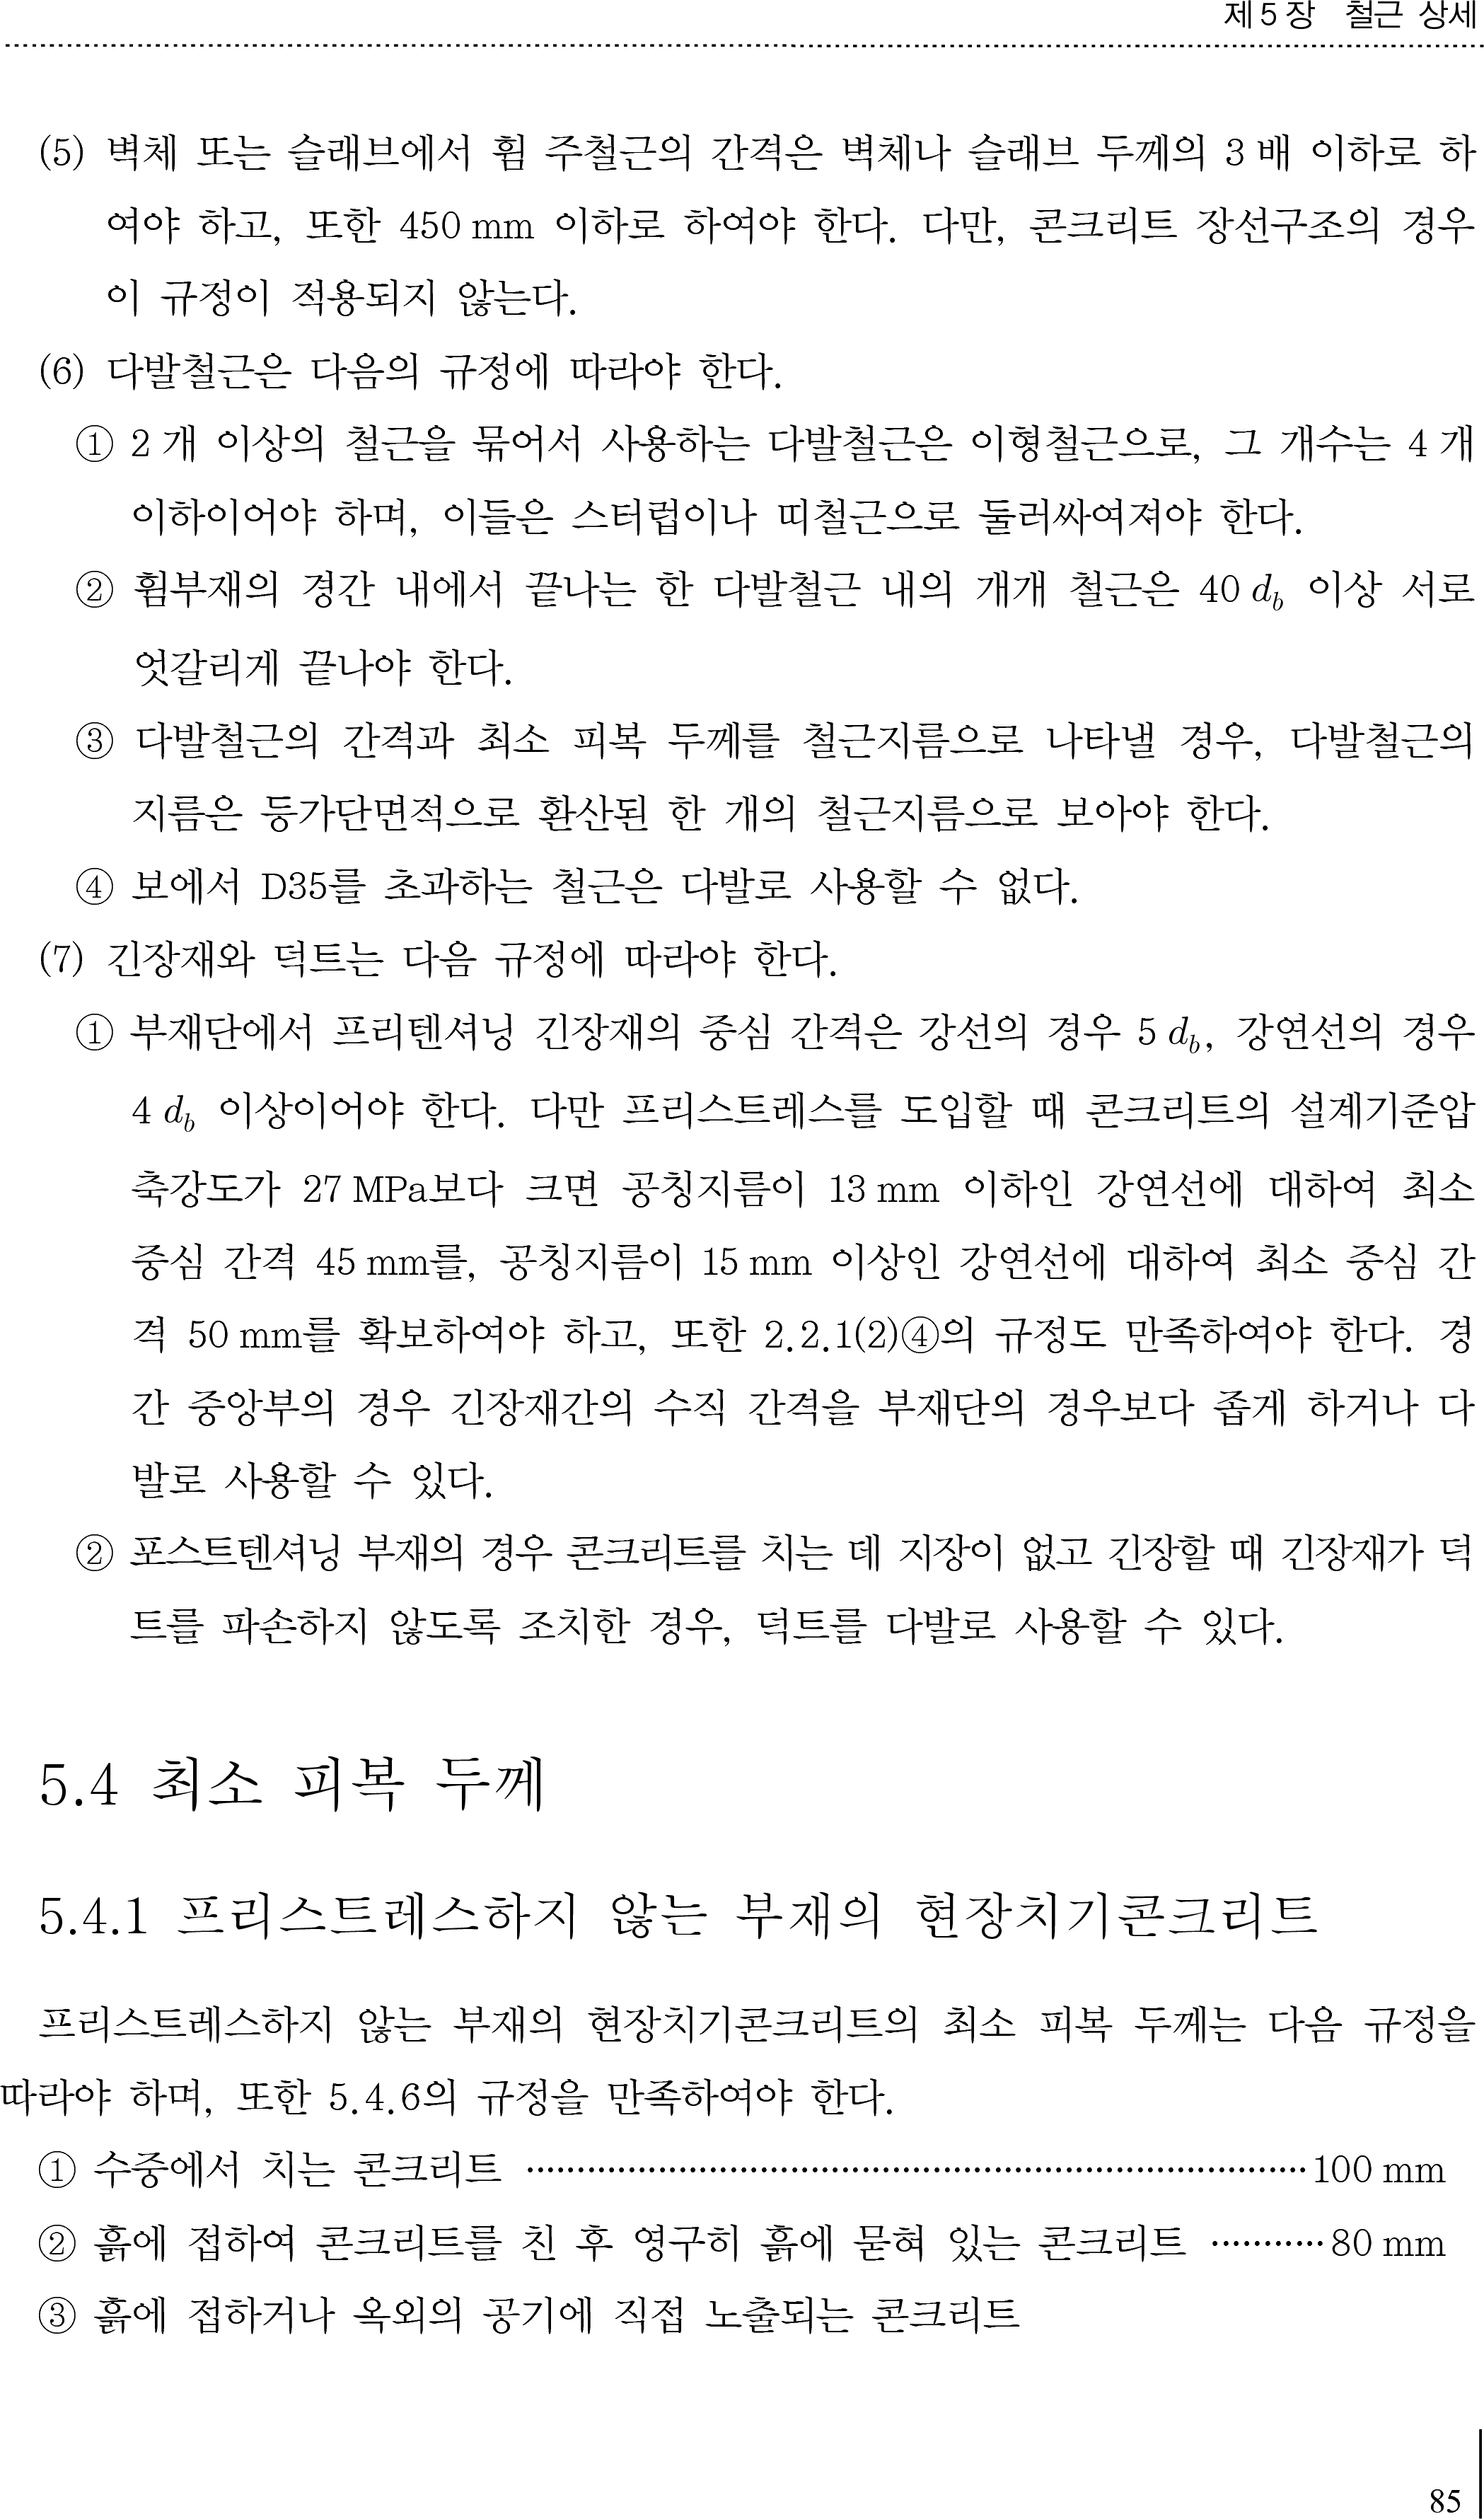 제5장 철근 상세
(5) 벽체 또는 슬래브에서 휨 주철근의 간격은 벽체나 슬래브 두께의 3배 이하로 하
여야 하고, 또한 450 mm 이하로 하여야 한다. 다만, 콘크리트 장선구조의 경우
이 규정이 적용되지 않는다.
(6) 다발철근은 다음의 규정에 따라야 한다.
① 2개 이상의 철근을 묶어서 사용하는 다발철근은 이형철근으로, 그 개수는 4개
이하이어야 하며, 이들은 스터럽이나 띠철근으로 둘러싸여져야 한다.
② 휨부재의 경간 내에서 끝나는 한 다발철근 내의 개개 철근은 40 d_b 이상 서로
엇갈리게 끝나야 한다.
③ 다발철근의 간격과 최소 피복 두께를 철근지름으로 나타낼 경우, 다발철근의
지름은 등가단면적으로 환산된 한 개의 철근지름으로 보아야 한다.
④ 보에서 D35를 초과하는 철근은 다발로 사용할 수 없다.
(7) 긴장재와 덕트는 다음 규정에 따라야 한다.
① 부재단에서 프리텐셔닝 긴장재의 중심 간격은 강선의 경우 5 d_b, 강연선의 경우
4 d_b 이상이어야 한다. 다만 프리스트레스를 도입할 때 콘크리트의 설계기준압
축강도가 27 MPa보다 크면 공칭지름이 13 mm 이하인 강연선에 대하여 최소
중심 간격 45 mm를, 공칭지름이 15 mm 이상인 강연선에 대하여 최소 중심 간
격 50 mm를 확보하여야 하고, 또한 2.2.1(2)④의 규정도 만족하여야 한다. 경
간 중앙부의 경우 긴장재간의 수직 간격을 부재단의 경우보다 좁게 하거나 다
발로 사용할 수 있다.
② 포스트텐셔닝 부재의 경우 콘크리트를 치는 데 지장이 없고 긴장할 때 긴장재가 덕
트를 파손하지 않도록 조치한 경우, 덕트를 다발로 사용할 수 있다.
5.4 최소 피복 두께
5.4.1 프리스트레스하지 않는 부재의 현장치기콘크리트
프리스트레스하지 않는 부재의 현장치기콘크리트의 최소 피복 두께는 다음 규정을
따라야 하며, 또한 5.4.6의 규정을 만족하여야 한다.
① 수중에서 치는 콘크리트 ·········································································100 mm
② 흙에 접하여 콘크리트를 친 후 영구히 흙에 묻혀 있는 콘크리트 ···········80 mm
③ 흙에 접하거나 옥외의 공기에 직접 노출되는 콘크리트
85